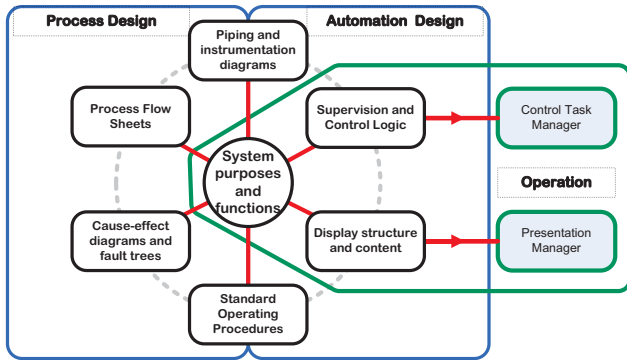 Process Design
Automation Design
Piping and
instrumentation
diagrams
Process Flow
Sheets
Supervision and
Control Logic
Control Task
Manager
System
purposes
and
functions
Operation
Cause-effect
diagrams and
fault trees
Display structure
and content
Presentation
Manager
Standard
Operating
Procedures